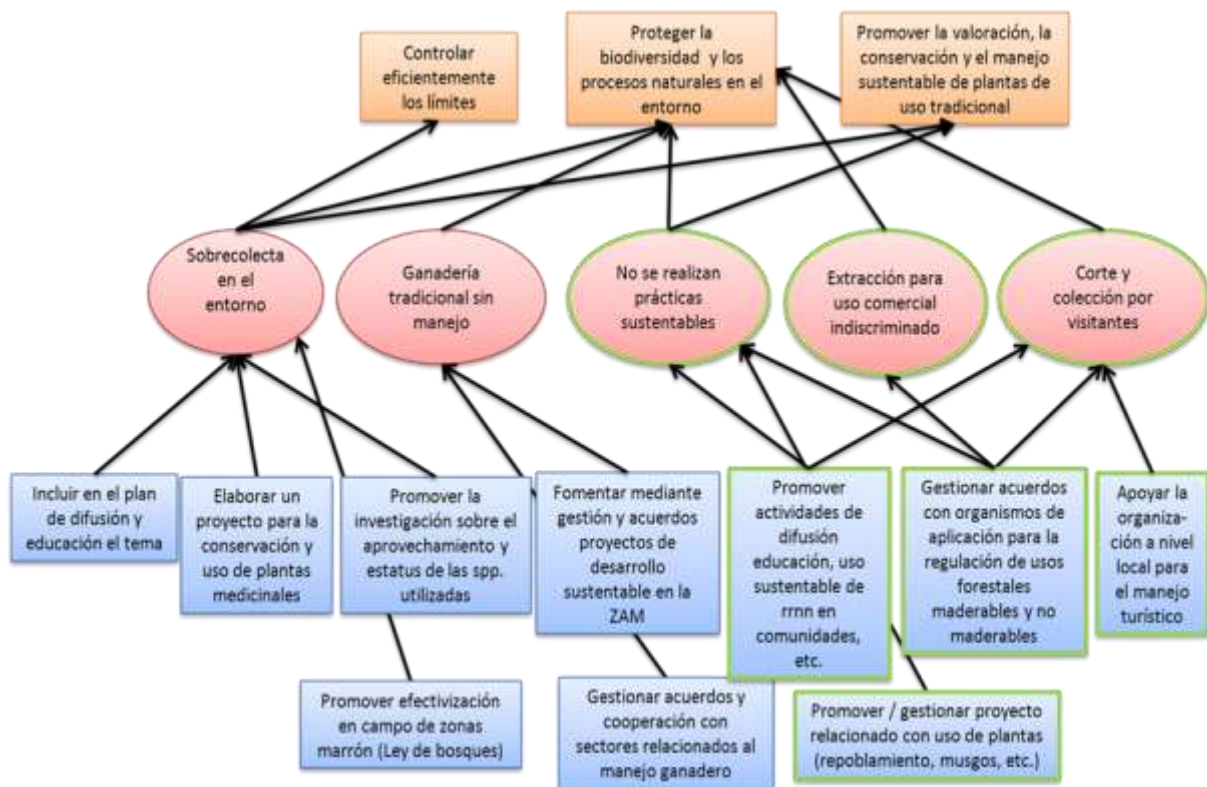 Controlar
eficientemente
los límites
Proteger la
biodiversidad y los
procesos naturales en el
entorno
Promover la valoración, la
conservación y el manejo
sustentable de plantas de
uso tradicional
Sobrecolecta
en el
entorno
Ganadería
tradicional sin
manejo
No se realizan
prácticas
sustentables
Extracción para
uso comercial
indiscriminado
Corte y
colección por
visitantes
Incluir en el plan
de difusión y
educación el tema
Elaborar un
proyecto para la
conservación y
uso de plantas
medicinales
Promover la
investigación sobre el
aprovechamiento y
estatus de las spp.
utilizadas
Fomentar mediante
gestión y acuerdos
proyectos de
desarrollo
sustentable en la
ZAM
Promover
actividades de
difusión
educación, uso
sustentable de
rrnn en
comunidades,
etc.
Gestionar acuerdos
con organismos de
aplicación para la
regulación de usos
forestales
maderables y no
maderables
Apoyar la
organiza-
ción a nivel
local para
el manejo
turístico
Promover efectivización
en campo de zonas
marrón (Ley de bosques)
Gestionar acuerdos y
cooperación con
sectores relacionados al
manejo ganadero
Promover / gestionar proyecto
relacionado con uso de plantas
(repoblamiento, musgos, etc.)